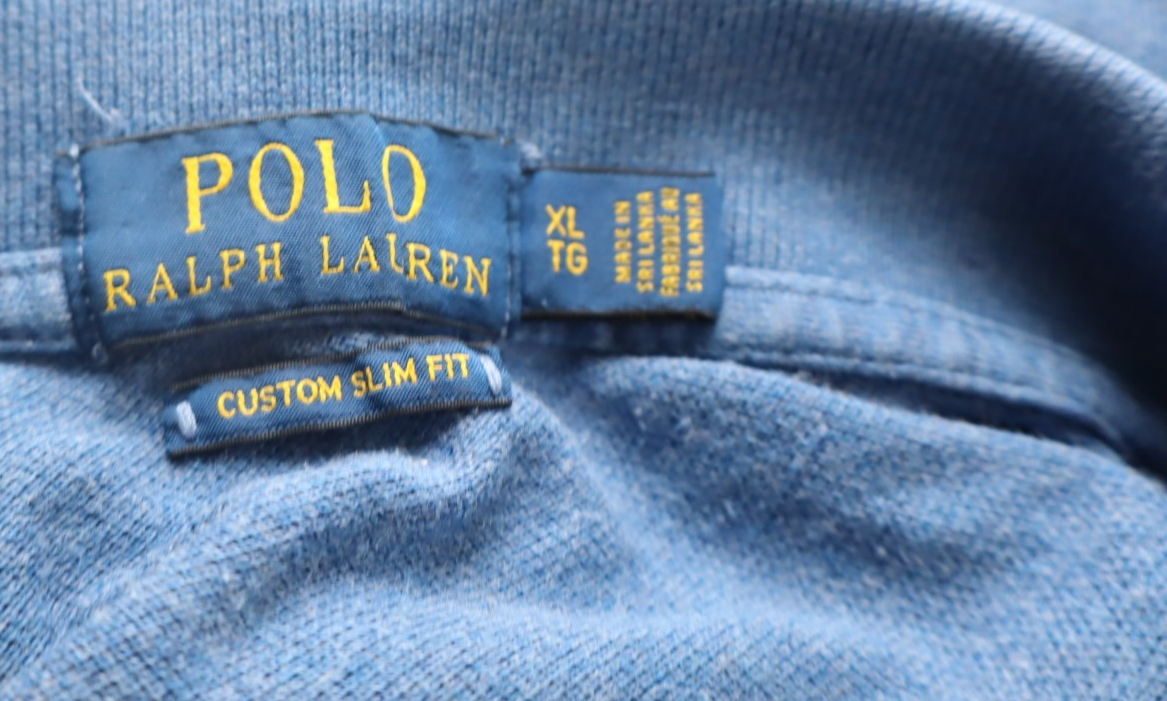 POLO
RALPH LAUREN
CUSTOM SLIM FIT
XL
TG
MADE IN
SRI LANKA
FABRIQUÉ AU
SRI LANKA